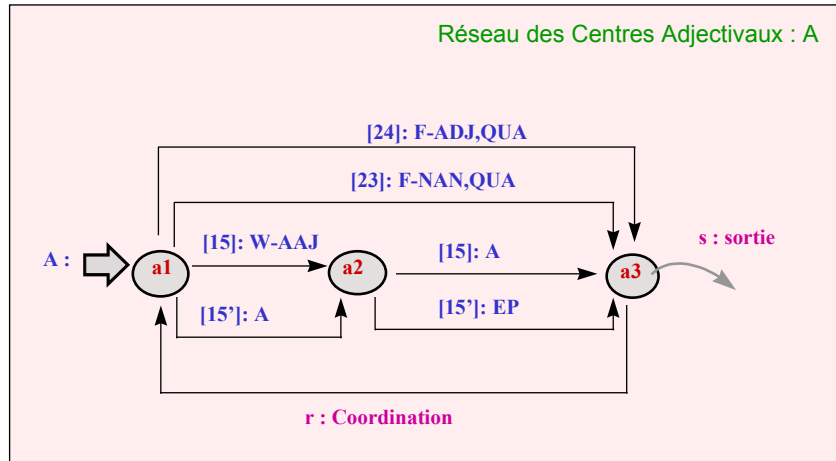 Réseau des Centres Adjectivaux : A
[24]: F-ADJ,QUA
[23]: F-NAN,QUA
[15]: W-AAJ
[15]: A
s : sortie
A :
a1
a2
a3
[15’]: A
[15’]: EP
r : Coordination